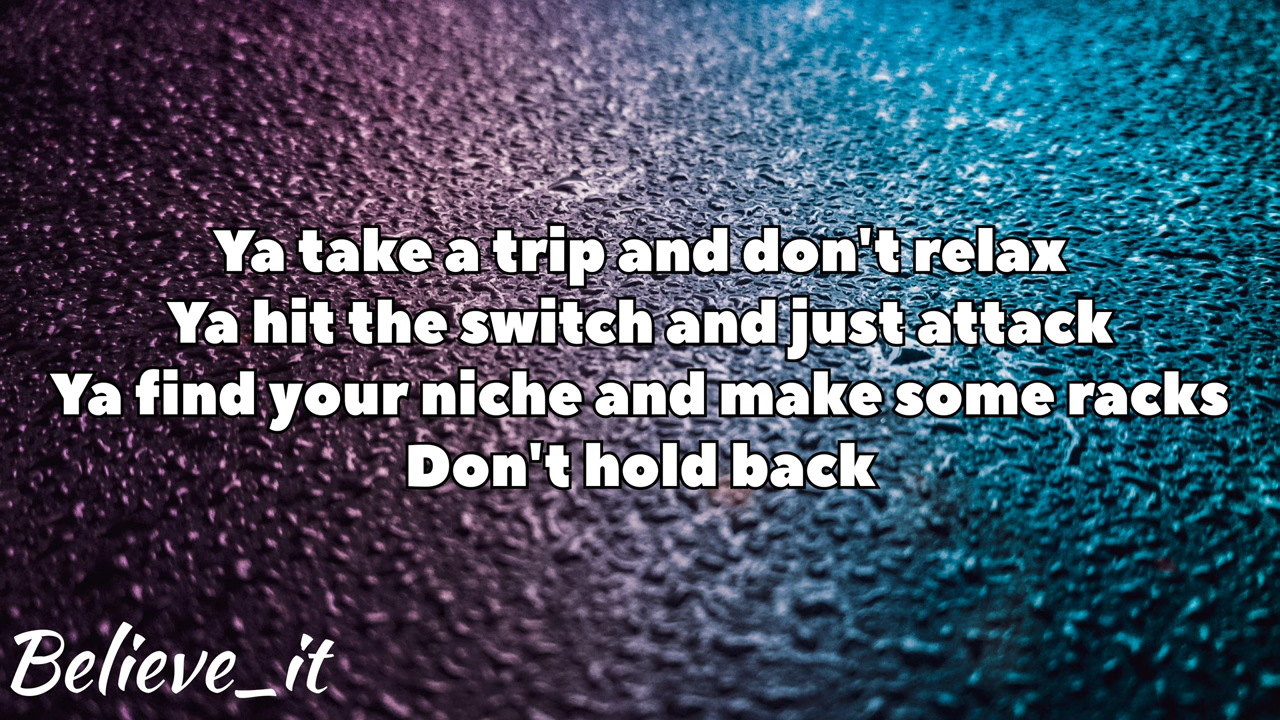 Ya take a trip and don't relax
Ya hit the switch and just attack
Ya find your niche and make some racks
Don't hold back
Believe_it